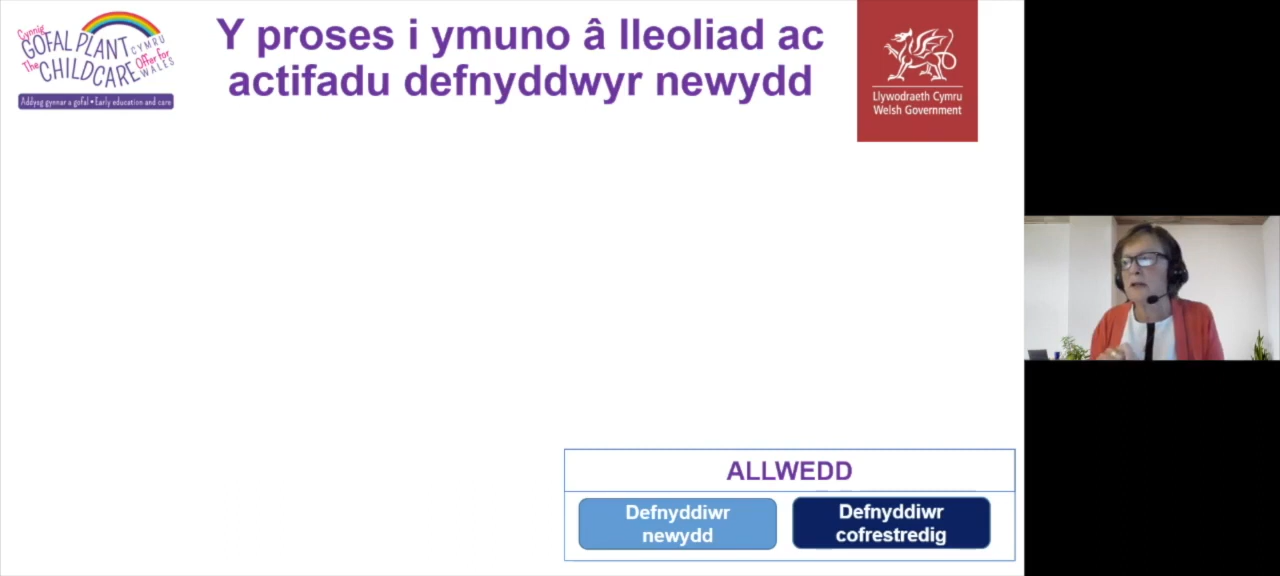 Cynnig
GOFAL PLANT
CYMRU
The CHILDCARE
Offer for
WALES
Addysg gynnar a gofal • Early education and care
Y proses i ymuno â lleoliad ac
actifadu defnyddwyr newydd
Llywodraeth Cymru
Welsh Government
ALLWEDD
Defnyddiwr
newydd
Defnyddiwr
cofrestredig